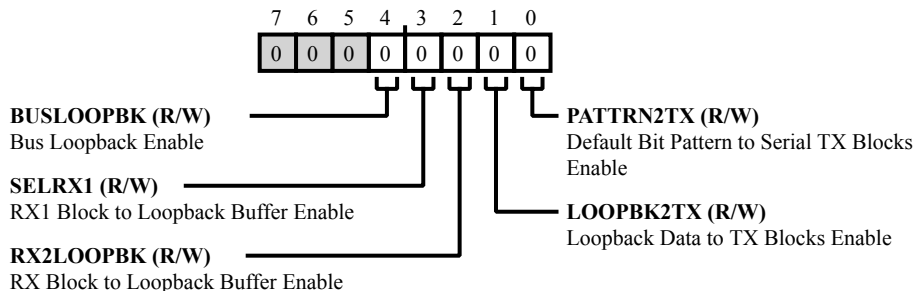 7 6 5 4 3 2 1 0
0 0 0 0 0 0 0 0
BUSLOOPBK (R/W)
Bus Loopback Enable
SELRX1 (R/W)
RX1 Block to Loopback Buffer Enable
RX2LOOPBK (R/W)
RX Block to Loopback Buffer Enable
PATTRN2TX (R/W)
Default Bit Pattern to Serial TX Blocks
Enable
LOOPBK2TX (R/W)
Loopback Data to TX Blocks Enable